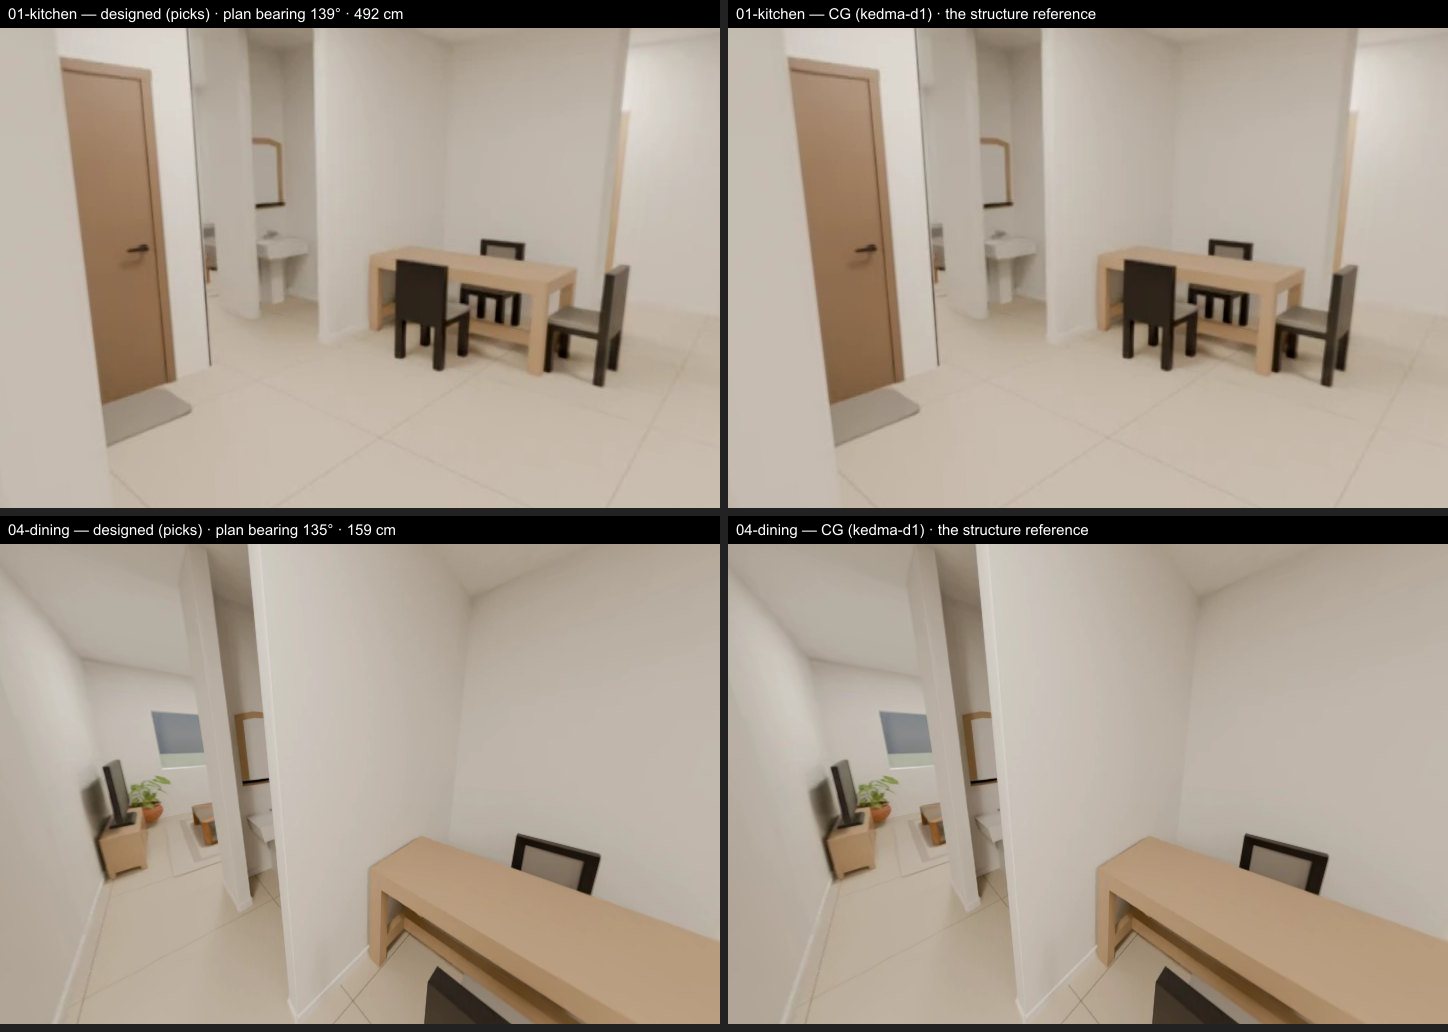 01-kitchen — designed (picks) · plan bearing 139° · 492 cm
01-kitchen — CG (kedma-d1) · the structure reference
04-dining — designed (picks) · plan bearing 135° · 159 cm
04-dining — CG (kedma-d1) · the structure reference